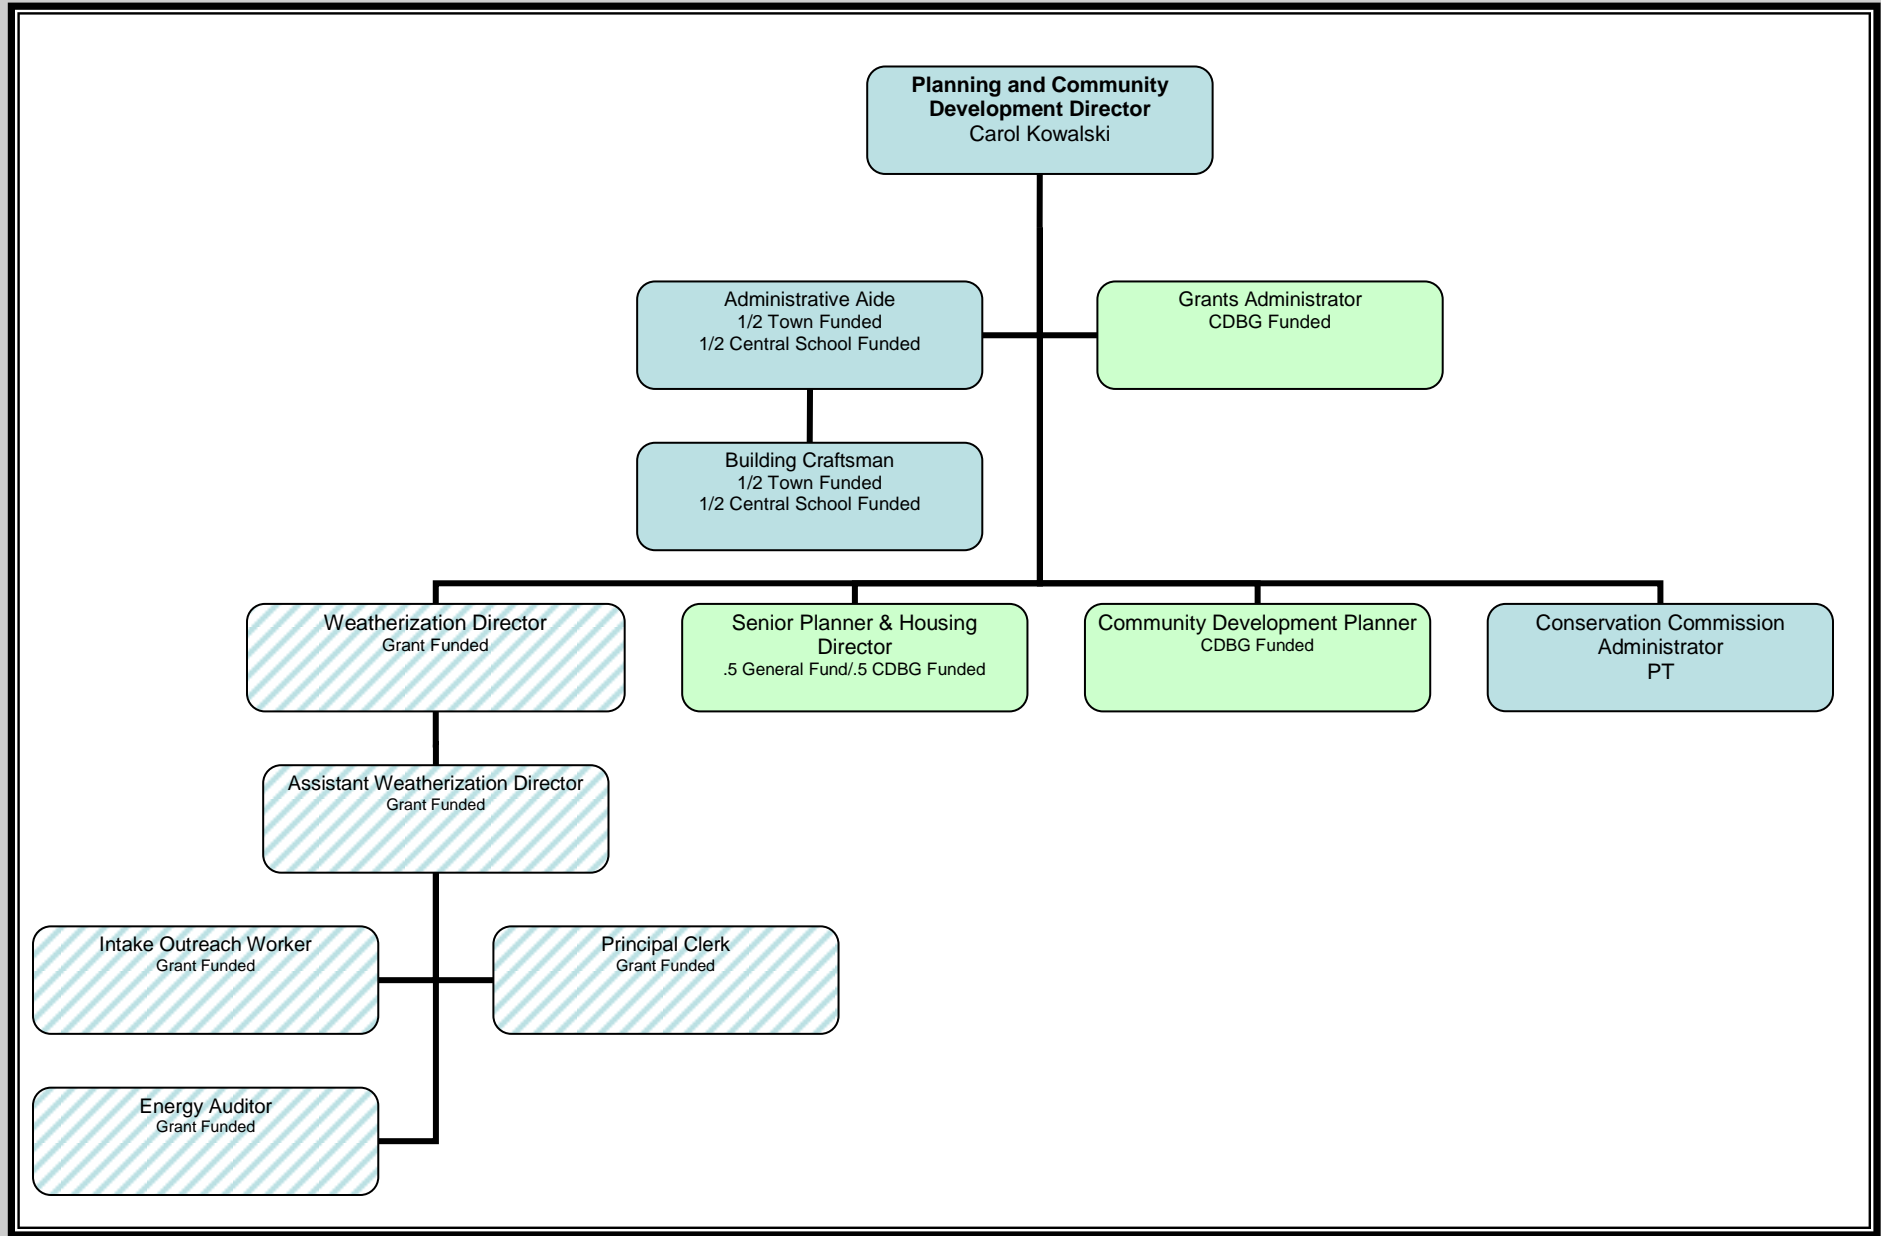 Planning and Community
Development Director
Carol Kowalski
Administrative Aide
1/2 Town Funded
1/2 Central School Funded
Grants Administrator
CDBG Funded
Building Craftsman
1/2 Town Funded
1/2 Central School Funded
Weatherization Director
Grant Funded
Senior Planner & Housing
Director
.5 General Fund/.5 CDBG Funded
Community Development Planner
CDBG Funded
Conservation Commission
Administrator
PT
Assistant Weatherization Director
Grant Funded
Intake Outreach Worker
Grant Funded
Principal Clerk
Grant Funded
Energy Auditor
Grant Funded